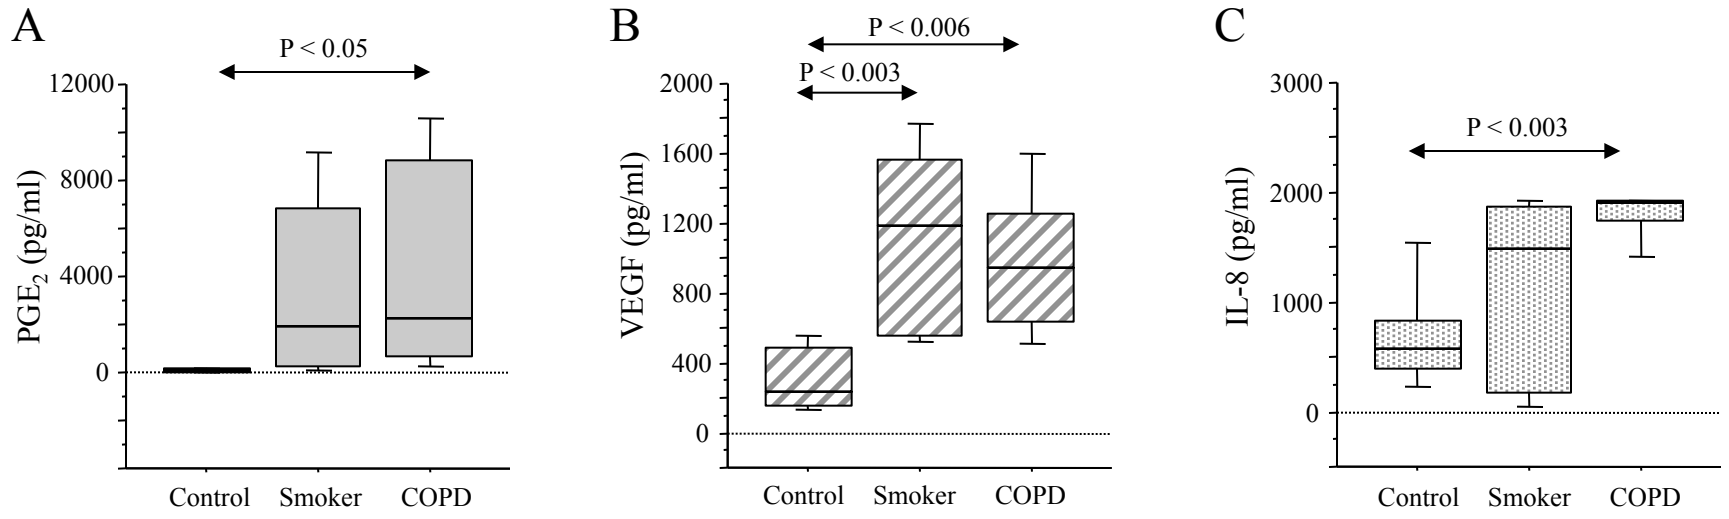 A
P < 0.05
PGE₂ (pg/ml)
12000
8000
4000
0
Control Smoker COPD
B
P < 0.006
P < 0.003
VEGF (pg/ml)
2000
1600
1200
800
400
0
Control Smoker COPD
C
P < 0.003
IL-8 (pg/ml)
3000
2000
1000
0
Control Smoker COPD